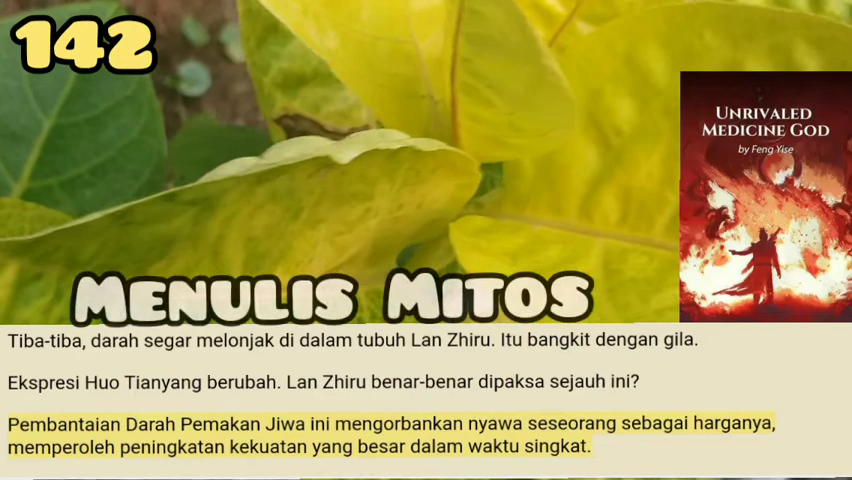 142
UNRIVALED
MEDICINE GOD
by Feng Yise
MENULIS MITOS
Tiba-tiba, darah segar melonjak di dalam tubuh Lan Zhiru. Itu bangkit dengan gila.
Ekspresi Huo Tianyang berubah. Lan Zhiru benar-benar dipaksa sejauh ini?
Pembantaian Darah Pemakan Jiwa ini mengorbankan nyawa seseorang sebagai harganya,
memperoleh peningkatan kekuatan yang besar dalam waktu singkat.